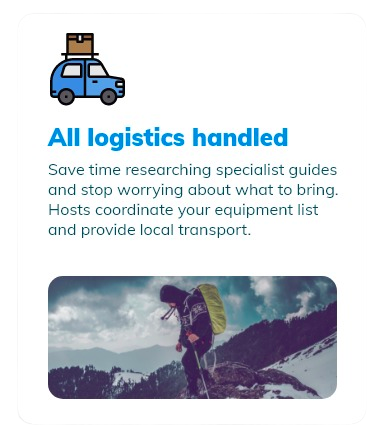 All logistics handled
Save time researching specialist guides
and stop worrying about what to bring.
Hosts coordinate your equipment list
and provide local transport.